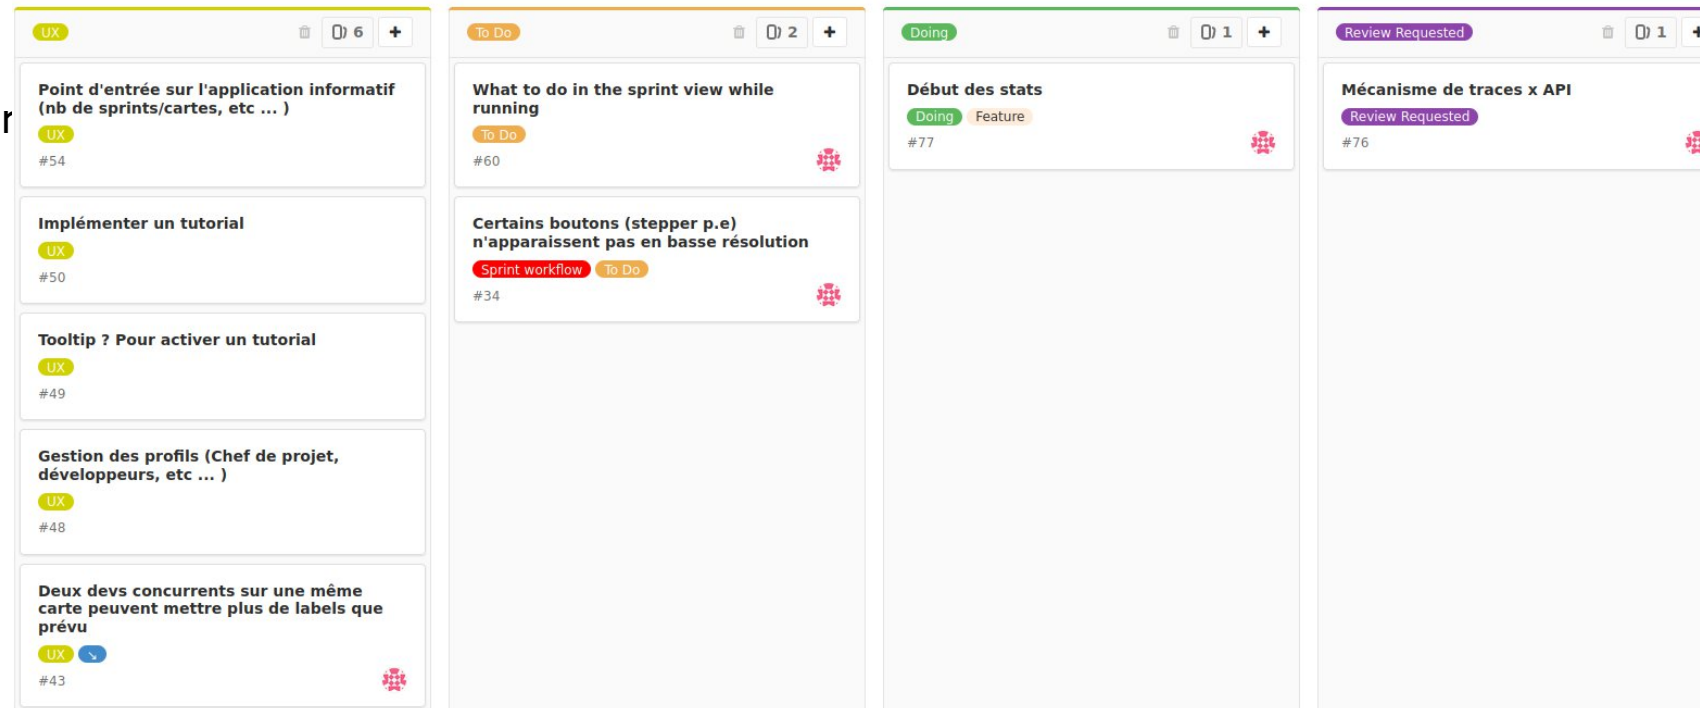 UX 6
Point d'entrée sur l'application informatif
(nb de sprints/cartes, etc ... )
UX
#54
Implémenter un tutorial
UX
#50
Tooltip ? Pour activer un tutorial
UX
#49
Gestion des profils (Chef de projet,
développeurs, etc ... )
UX
#48
Deux devs concurrents sur une même
carte peuvent mettre plus de labels que
prévu
UX ↘
#43
To Do 2
What to do in the sprint view while
running
To Do
#60
Certains boutons (stepper p.e)
n'apparaissent pas en basse résolution
Sprint workflow To Do
#34
Doing 1
Début des stats
Doing Feature
#77
Review Requested 1
Mécanisme de traces x API
Review Requested
#76